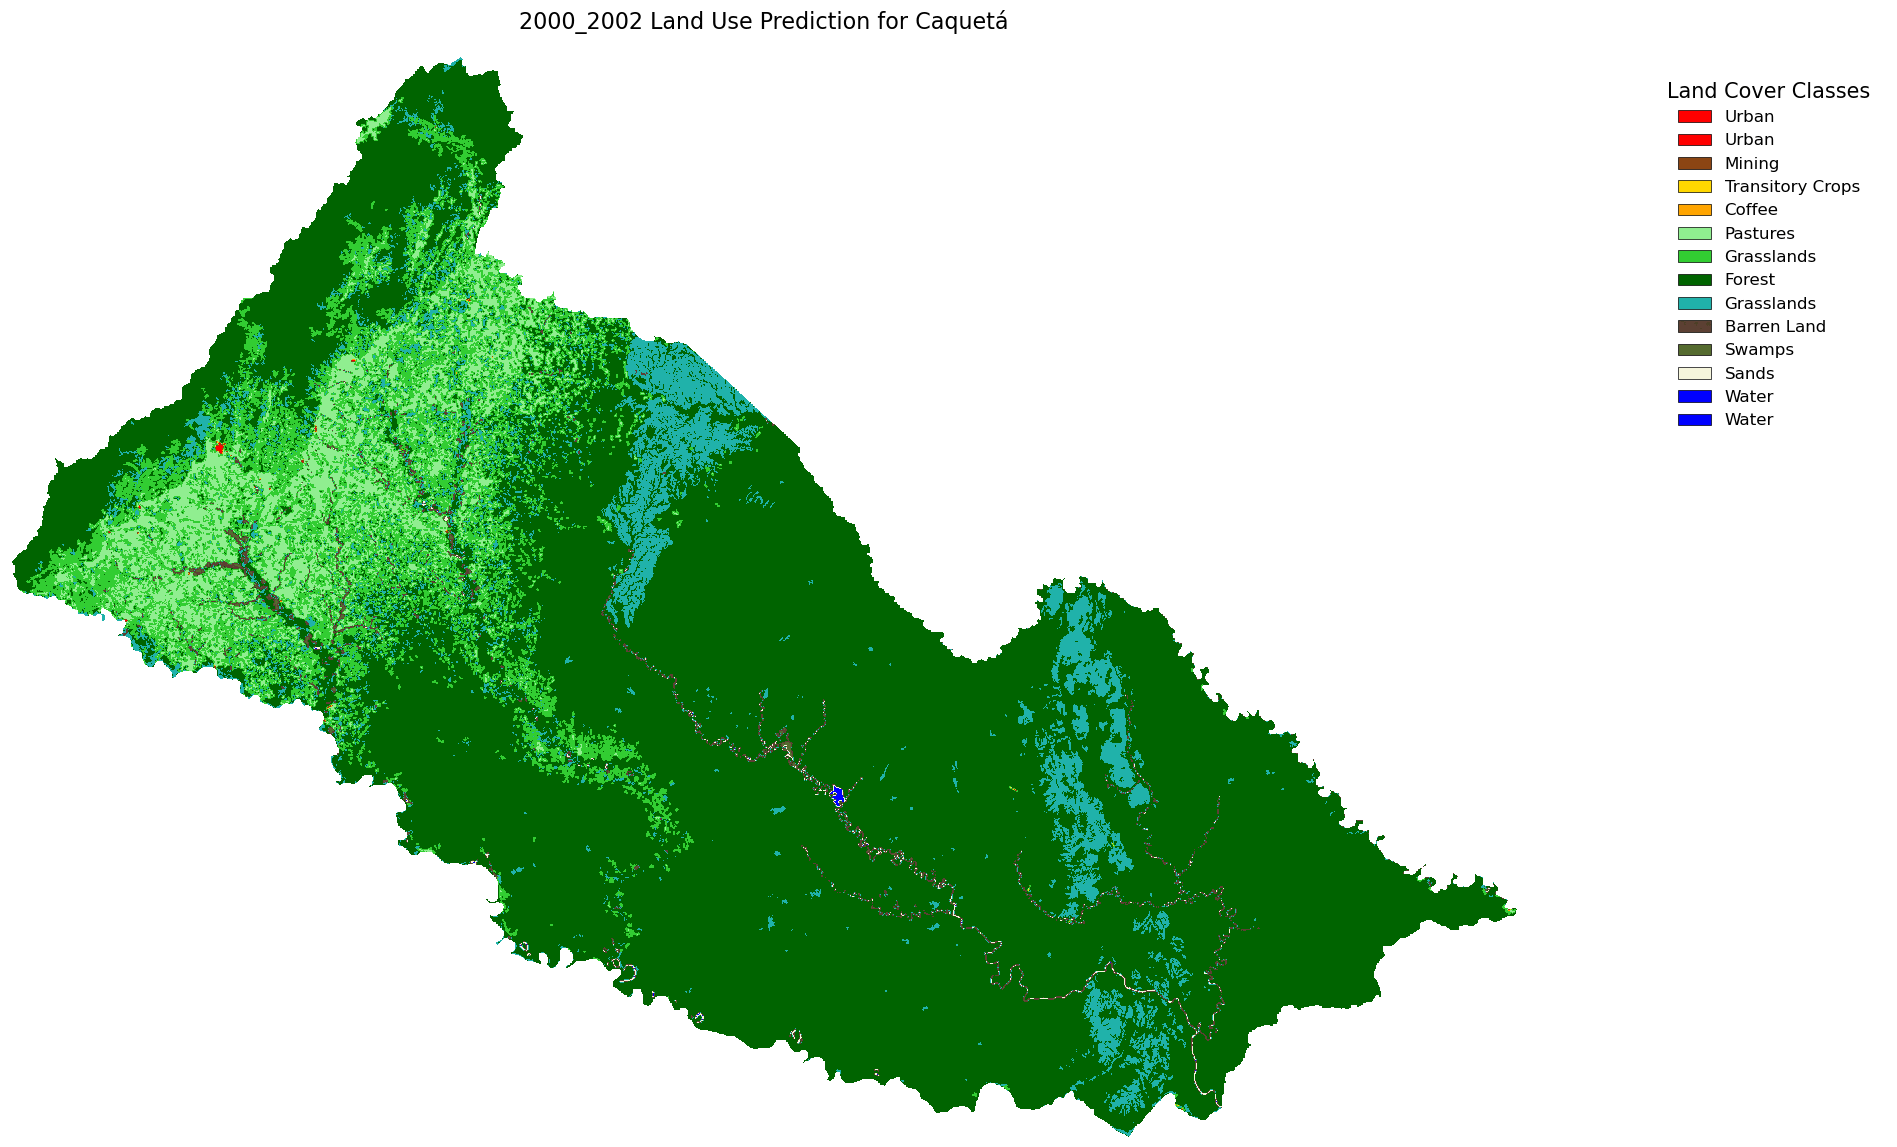 2000_2002 Land Use Prediction for Caquetá
Land Cover Classes
Urban
Urban
Mining
Transitory Crops
Coffee
Pastures
Grasslands
Forest
Grasslands
Barren Land
Swamps
Sands
Water
Water